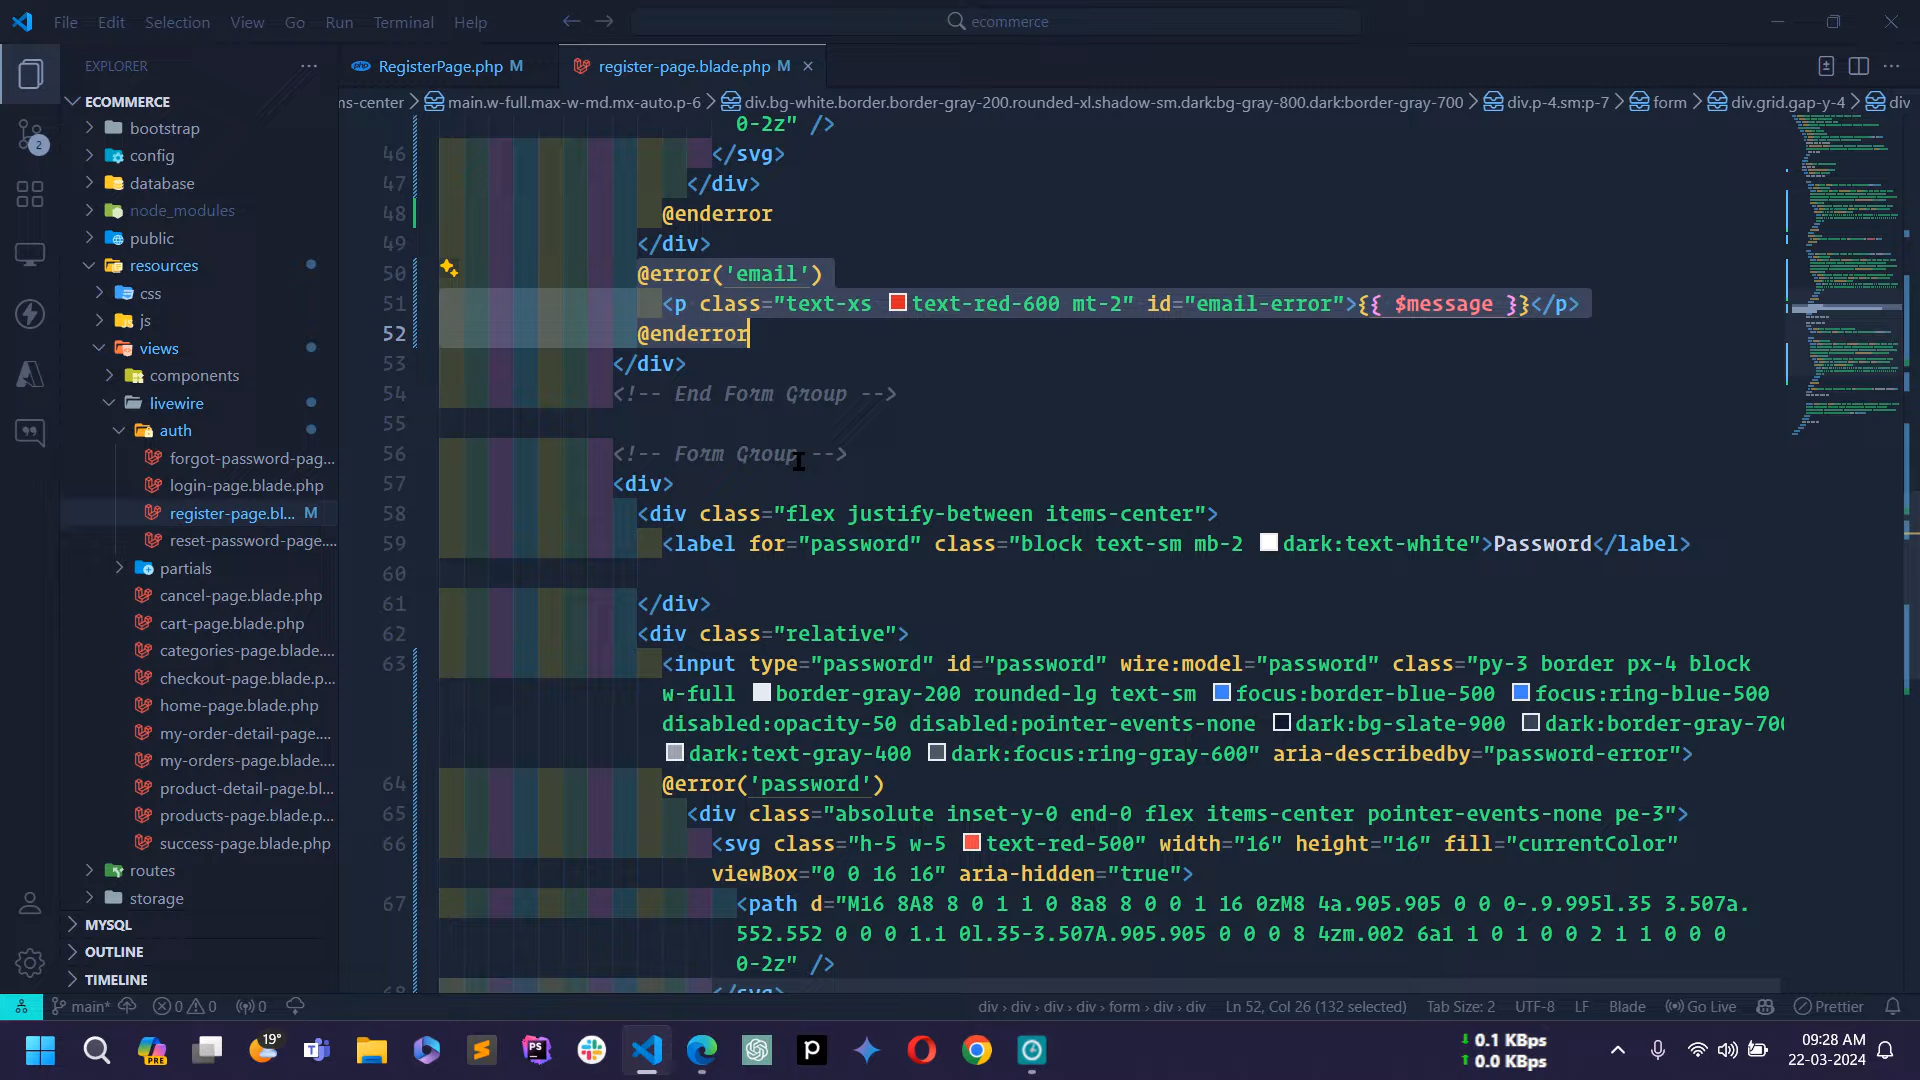 File Edit Selection View Go Run Terminal Help
ecommerce
EXPLORER
RegisterPage.php M
register-page.blade.php M
ms-center
main.w-full.max-w-md.mx-auto.p-6
div.bg-white.border.border-gray-200.rounded-xl.shadow-sm.dark:bg-gray-800.dark:border-gray-700
div.p-4.sm:p-7
form
div.grid.gap-y-4
div
ECOMMERCE
bootstrap
config
database
node_modules
public
resources
css
js
views
components
livewire
auth
forgot-password-pag...
login-page.blade.php
register-page.bl... M
reset-password-page....
partials
cancel-page.blade.php
cart-page.blade.php
categories-page.blade....
checkout-page.blade.p...
home-page.blade.php
my-order-detail-page....
my-orders-page.blade....
product-detail-page.bl...
products-page.blade.p...
success-page.blade.php
routes
storage
MYSQL
OUTLINE
TIMELINE
2
0-2z" />
46 </svg>
47 </div>
48 @enderror
49 </div>
50 @error('email')
51 <p class="text-xs text-red-600 mt-2" id="email-error">{{ $message }}</p>
52 @enderror
53 </div>
54 <!-- End Form Group -->
55
56 <!-- Form Group -->
57 <div>
58 <div class="flex justify-between items-center">
59 <label for="password" class="block text-sm mb-2 dark:text-white">Password</label>
60
61 </div>
62 <div class="relative">
63 <input type="password" id="password" wire:model="password" class="py-3 border px-4 block
w-full border-gray-200 rounded-lg text-sm focus:border-blue-500 focus:ring-blue-500
disabled:opacity-50 disabled:pointer-events-none dark:bg-slate-900 dark:border-gray-700
dark:text-gray-400 dark:focus:ring-gray-600" aria-describedby="password-error">
64 @error('password')
65 <div class="absolute inset-y-0 end-0 flex items-center pointer-events-none pe-3">
66 <svg class="h-5 w-5 text-red-500" width="16" height="16" fill="currentColor"
viewBox="0 0 16 16" aria-hidden="true">
67 <path d="M16 8A8 8 0 1 1 0 8a8 8 0 0 1 16 0zM8 4a.905.905 0 0 0-.9.995l.35 3.507a.
552.552 0 0 0 1.1 0l.35-3.507A.905.905 0 0 0 8 4zm.002 6a1 1 0 1 0 0 2 1 1 0 0 0
0-2z" />
68 </svg>
main* 0 0 0
div › div › div › div › form › div › div
Ln 52, Col 26 (132 selected)
Tab Size: 2
UTF-8
LF
Blade
Go Live
Prettier
PRE
19°
PS
0.1 KBps
0.0 KBps
09:28 AM
22-03-2024